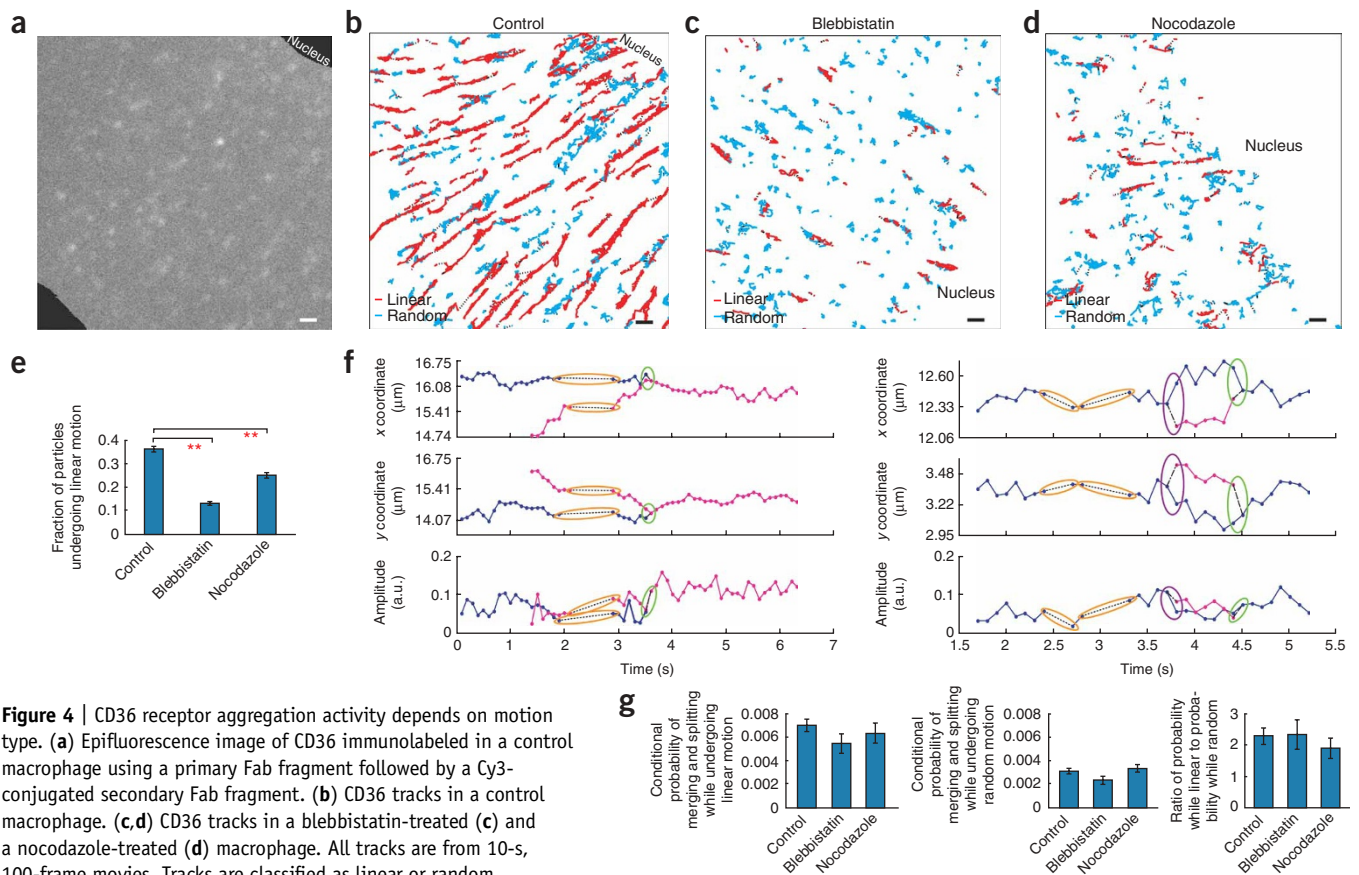 a
Nucleus
b
Control
Nucleus
Linear
Random
c
Blebbistatin
Linear
Random
Nucleus
d
Nocodazole
Nucleus
Linear
Random
e
Fraction of particles
undergoing linear motion
0.4
0.3
0.2
0.1
0
**
**
Control
Blebbistatin
Nocodazole
f
x coordinate
(µm)
16.75
16.08
15.41
14.74
y coordinate
(µm)
16.75
15.41
14.07
Amplitude
(a.u.)
0.2
0.1
0
0 1 2 3 4 5 6 7
Time (s)
x coordinate
(µm)
12.60
12.33
12.06
y coordinate
(µm)
3.48
3.22
2.95
Amplitude
(a.u.)
0.2
0.1
0
1.5 2 2.5 3 3.5 4 4.5 5 5.5
Time (s)
Figure 4 | CD36 receptor aggregation activity depends on motion
type. (a) Epifluorescence image of CD36 immunolabeled in a control
macrophage using a primary Fab fragment followed by a Cy3-
conjugated secondary Fab fragment. (b) CD36 tracks in a control
macrophage. (c,d) CD36 tracks in a blebbistatin-treated (c) and
a nocodazole-treated (d) macrophage. All tracks are from 10-s,
100-frame movies. Tracks are classified as linear or random
g
Conditional
probability of
merging and splitting
while undergoing
linear motion
0.008
0.006
0.004
0.002
0
Control
Blebbistatin
Nocodazole
Conditional
probability of
merging and splitting
while undergoing
random motion
0.008
0.006
0.004
0.002
0
Control
Blebbistatin
Nocodazole
Ratio of probability
while linear to proba-
bility while random
3
2
1
0
Control
Blebbistatin
Nocodazole